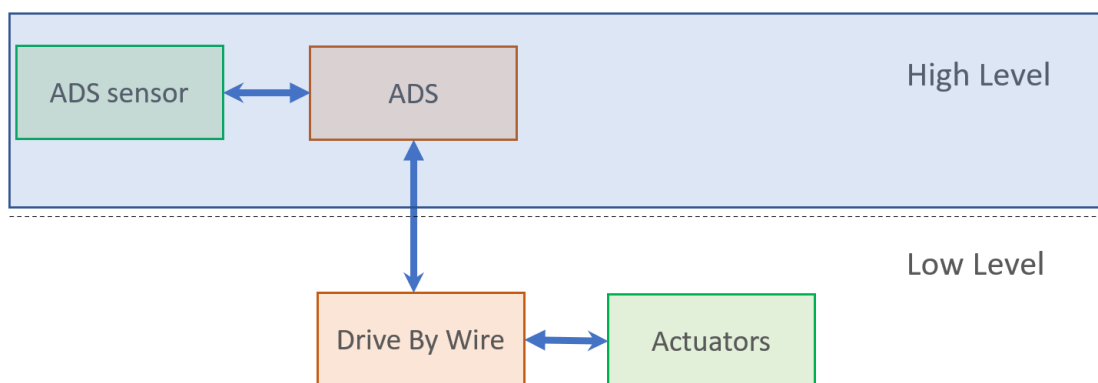 ADS sensor
ADS
High Level
Low Level
Drive By Wire
Actuators